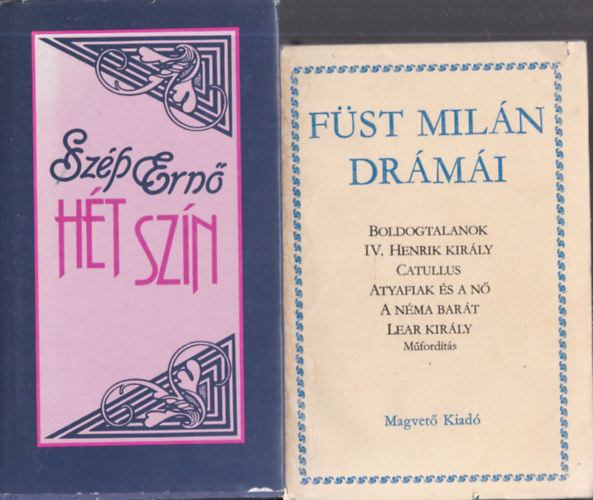 Szép Ernő
HÉT SZÍN
FÜST MILÁN
DRÁMÁI
BOLDOGTALANOK
IV. HENRIK KIRÁLY
CATULLUS
ATYAFIAK ÉS A NŐ
A NÉMA BARÁT
LEAR KIRÁLY
Műfordítás
Magvető Kiadó